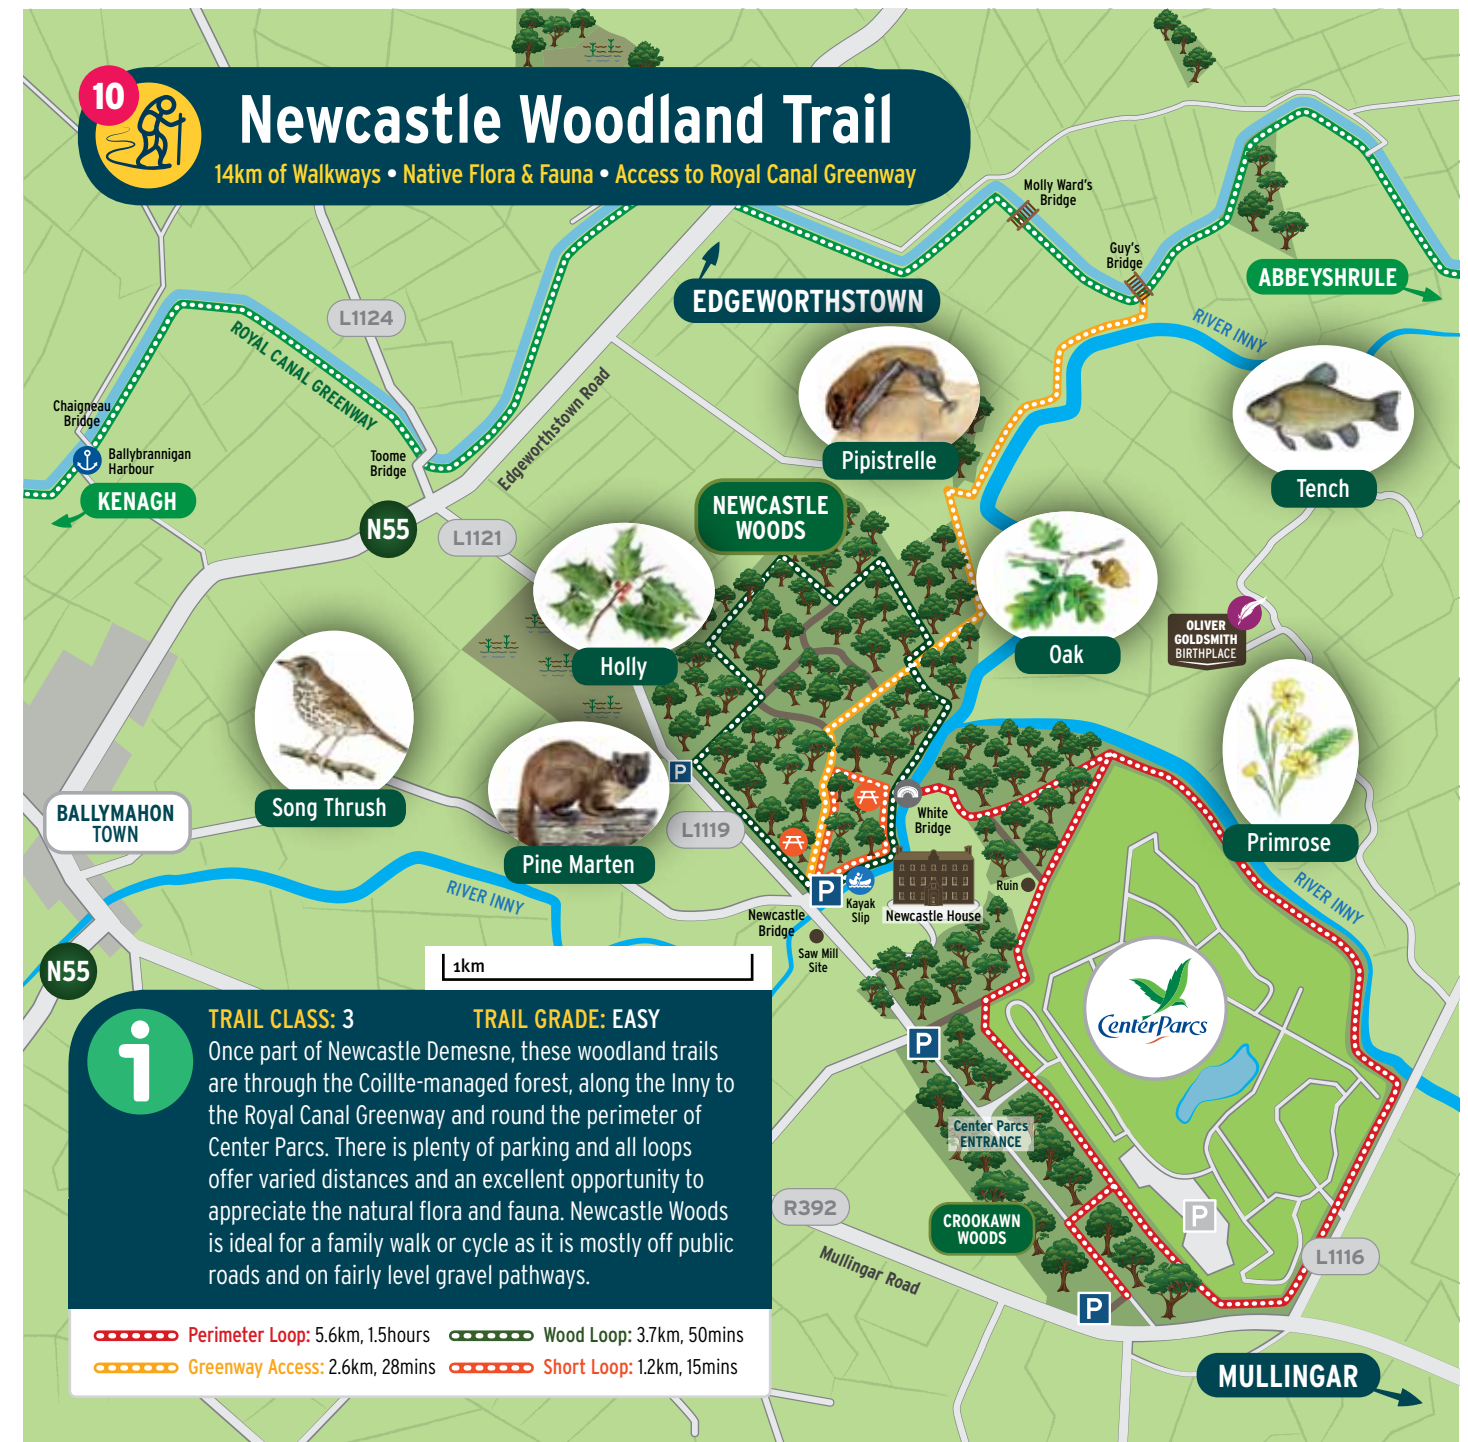 10
Newcastle Woodland Trail
14km of Walkways • Native Flora & Fauna • Access to Royal Canal Greenway
Molly Ward's
Bridge
Guy's
Bridge
ABBEYSHRULE
EDGEWORTHSTOWN
L1124
RIVER INNY
ROYAL CANAL GREENWAY
Chaigneau
Bridge
Ballybrannigan
Harbour
KENAGH
Toome
Bridge
Edgeworthstown Road
N55
L1121
Pipistrelle
Tench
NEWCASTLE
WOODS
Holly
Oak
OLIVER
GOLDSMITH
BIRTHPLACE
Song Thrush
Pine Marten
Primrose
P
BALLYMAHON
TOWN
L1119
White
Bridge
RIVER INNY
RIVER INNY
Ruin
P
Kayak
Slip
Newcastle House
Newcastle
Bridge
Saw Mill
Site
N55
1km
CenterParcs
P
Center Parcs
ENTRANCE
R392
Mullingar Road
CROOKAWN
WOODS
P
L1116
P
MULLINGAR
i
TRAIL CLASS: 3 TRAIL GRADE: EASY
Once part of Newcastle Demesne, these woodland trails
are through the Coillte-managed forest, along the Inny to
the Royal Canal Greenway and round the perimeter of
Center Parcs. There is plenty of parking and all loops
offer varied distances and an excellent opportunity to
appreciate the natural flora and fauna. Newcastle Woods
is ideal for a family walk or cycle as it is mostly off public
roads and on fairly level gravel pathways.
Perimeter Loop: 5.6km, 1.5hours Wood Loop: 3.7km, 50mins
Greenway Access: 2.6km, 28mins Short Loop: 1.2km, 15mins